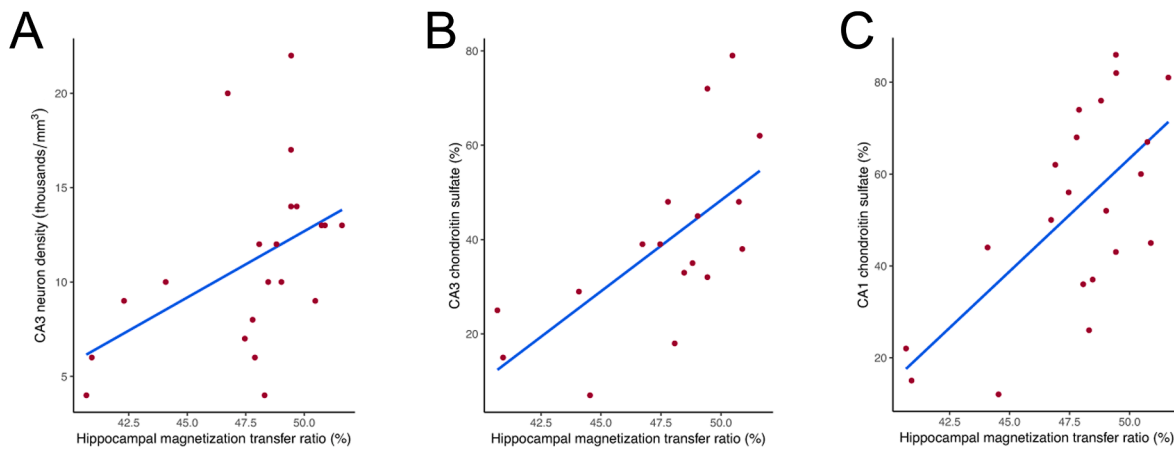 A
CA3 neuron density (thousands/mm³)
20
15
10
5
42.5 45.0 47.5 50.0
Hippocampal magnetization transfer ratio (%)
B
CA3 chondroitin sulfate (%)
80
60
40
20
42.5 45.0 47.5 50.0
Hippocampal magnetization transfer ratio (%)
C
CA1 chondroitin sulfate (%)
80
60
40
20
42.5 45.0 47.5 50.0
Hippocampal magnetization transfer ratio (%)